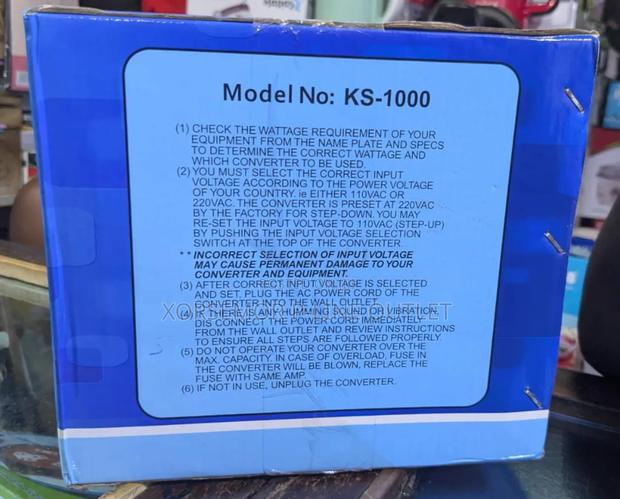 Model No: KS-1000
(1) CHECK THE WATTAGE REQUIREMENT OF YOUR
EQUIPMENT FROM THE NAME PLATE AND SPECS
TO DETERMINE THE CORRECT WATTAGE AND
WHICH CONVERTER TO BE USED.
(2) YOU MUST SELECT THE CORRECT INPUT
VOLTAGE ACCORDING TO THE POWER VOLTAGE
OF YOUR COUNTRY. ie EITHER 110VAC OR
220VAC. THE CONVERTER IS PRESET AT 220VAC
BY THE FACTORY FOR STEP-DOWN. YOU MAY
RE-SET THE INPUT VOLTAGE TO 110VAC (STEP-UP)
BY PUSHING THE INPUT VOLTAGE SELECTION
SWITCH AT THE TOP OF THE CONVERTER.
** INCORRECT SELECTION OF INPUT VOLTAGE
MAY CAUSE PERMANENT DAMAGE TO YOUR
CONVERTER AND EQUIPMENT.
(3) AFTER CORRECT INPUT VOLTAGE IS SELECTED
AND SET, PLUG THE AC POWER CORD OF THE
CONVERTER INTO THE WALL OUTLET.
(4) IF THERE IS ANY HUMMING SOUND OR VIBRATION,
DIS CONNECT THE POWER CORD IMMEDIATELY
FROM THE WALL OUTLET AND REVIEW INSTRUCTIONS
TO ENSURE ALL STEPS ARE FOLLOWED PROPERLY.
(5) DO NOT OPERATE YOUR CONVERTER OVER THE
MAX. CAPACITY. IN CASE OF OVERLOAD, FUSE IN
THE CONVERTER WILL BE BLOWN, REPLACE THE
FUSE WITH SAME AMP.
(6) IF NOT IN USE, UNPLUG THE CONVERTER.